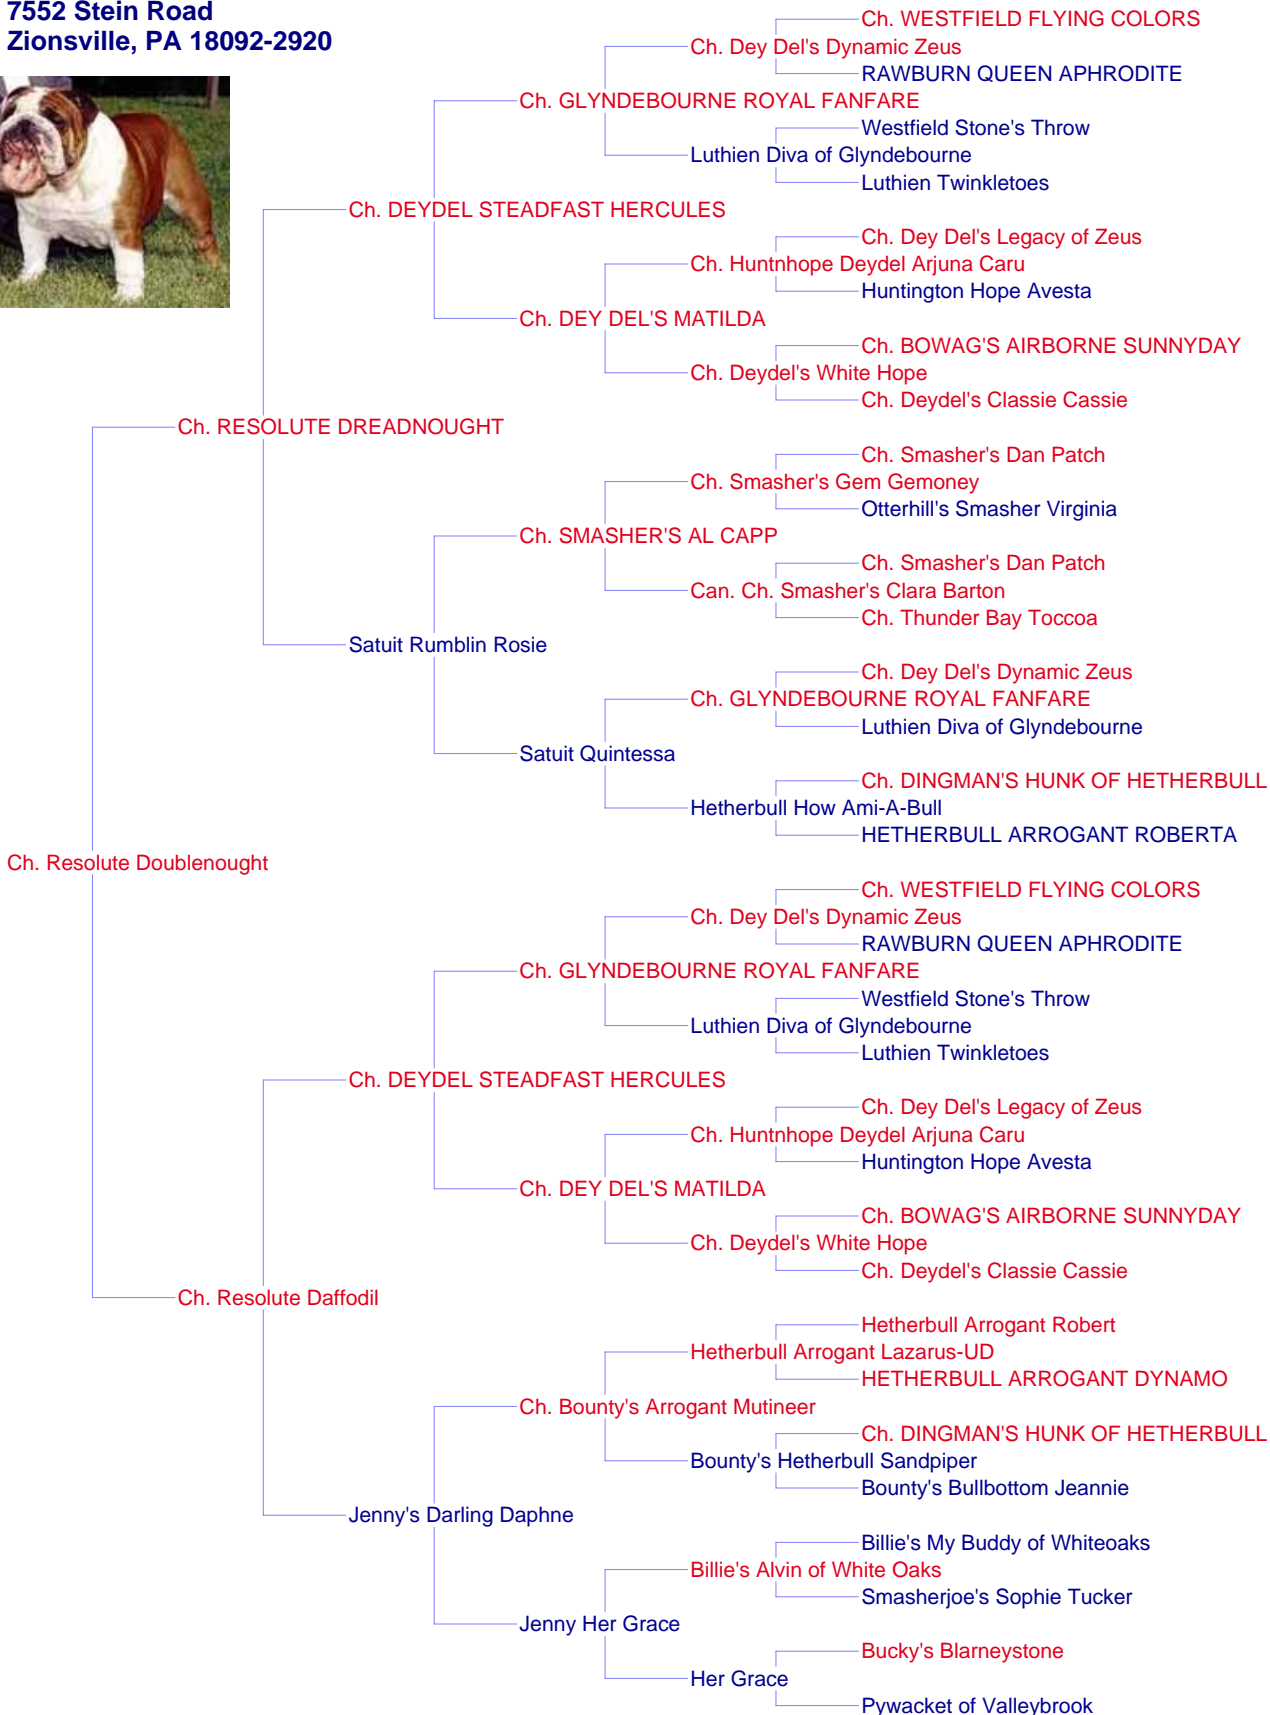 7552 Stein Road
Zionsville, PA 18092-2920
Ch. WESTFIELD FLYING COLORS
Ch. Dey Del's Dynamic Zeus
RAWBURN QUEEN APHRODITE
Ch. GLYNDEBOURNE ROYAL FANFARE
Westfield Stone's Throw
Luthien Diva of Glyndebourne
Luthien Twinkletoes
Ch. DEYDEL STEADFAST HERCULES
Ch. Dey Del's Legacy of Zeus
Ch. Huntnhope Deydel Arjuna Caru
Huntington Hope Avesta
Ch. DEY DEL'S MATILDA
Ch. BOWAG'S AIRBORNE SUNNYDAY
Ch. Deydel's White Hope
Ch. Deydel's Classie Cassie
Ch. RESOLUTE DREADNOUGHT
Ch. Smasher's Dan Patch
Ch. Smasher's Gem Gemoney
Otterhill's Smasher Virginia
Ch. SMASHER'S AL CAPP
Ch. Smasher's Dan Patch
Can. Ch. Smasher's Clara Barton
Ch. Thunder Bay Toccoa
Satuit Rumblin Rosie
Ch. Dey Del's Dynamic Zeus
Ch. GLYNDEBOURNE ROYAL FANFARE
Luthien Diva of Glyndebourne
Satuit Quintessa
Ch. DINGMAN'S HUNK OF HETHERBULL
Hetherbull How Ami-A-Bull
HETHERBULL ARROGANT ROBERTA
Ch. Resolute Doublenought
Ch. WESTFIELD FLYING COLORS
Ch. Dey Del's Dynamic Zeus
RAWBURN QUEEN APHRODITE
Ch. GLYNDEBOURNE ROYAL FANFARE
Westfield Stone's Throw
Luthien Diva of Glyndebourne
Luthien Twinkletoes
Ch. DEYDEL STEADFAST HERCULES
Ch. Dey Del's Legacy of Zeus
Ch. Huntnhope Deydel Arjuna Caru
Huntington Hope Avesta
Ch. DEY DEL'S MATILDA
Ch. BOWAG'S AIRBORNE SUNNYDAY
Ch. Deydel's White Hope
Ch. Deydel's Classie Cassie
Ch. Resolute Daffodil
Hetherbull Arrogant Robert
Hetherbull Arrogant Lazarus-UD
HETHERBULL ARROGANT DYNAMO
Ch. Bounty's Arrogant Mutineer
Ch. DINGMAN'S HUNK OF HETHERBULL
Bounty's Hetherbull Sandpiper
Bounty's Bullbottom Jeannie
Jenny's Darling Daphne
Billie's My Buddy of Whiteoaks
Billie's Alvin of White Oaks
Smasherjoe's Sophie Tucker
Jenny Her Grace
Bucky's Blarneystone
Her Grace
Pywacket of Valleybrook